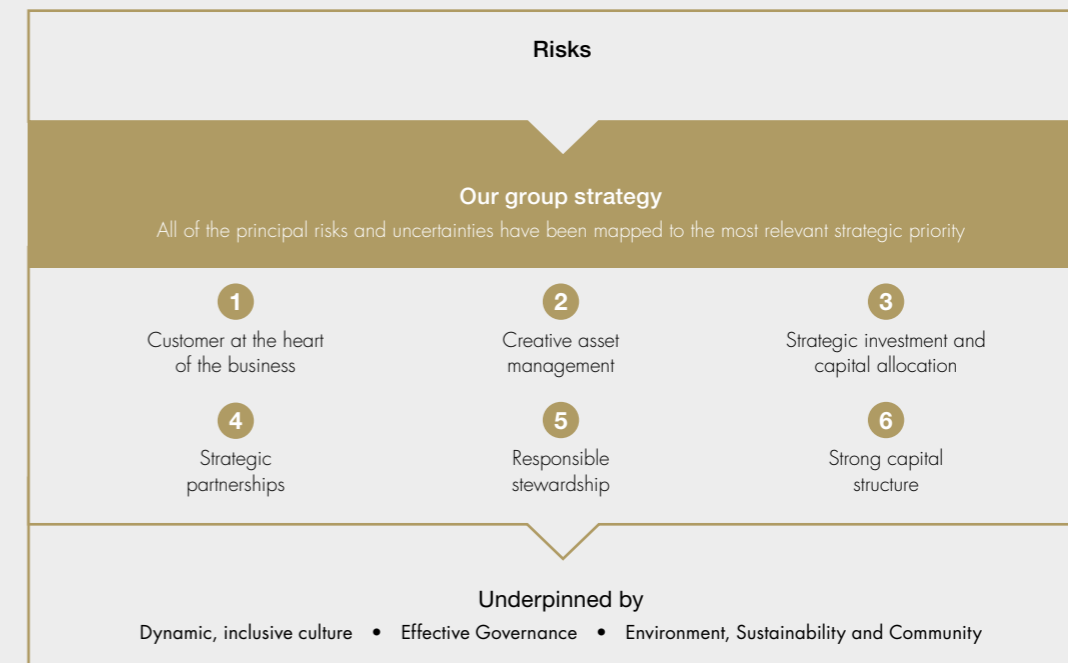 Risks
Our group strategy
All of the principal risks and uncertainties have been mapped to the most relevant strategic priority
1
Customer at the heart
of the business
2
Creative asset
management
3
Strategic investment and
capital allocation
4
Strategic
partnerships
5
Responsible
stewardship
6
Strong capital
structure
Underpinned by
Dynamic, inclusive culture • Effective Governance • Environment, Sustainability and Community